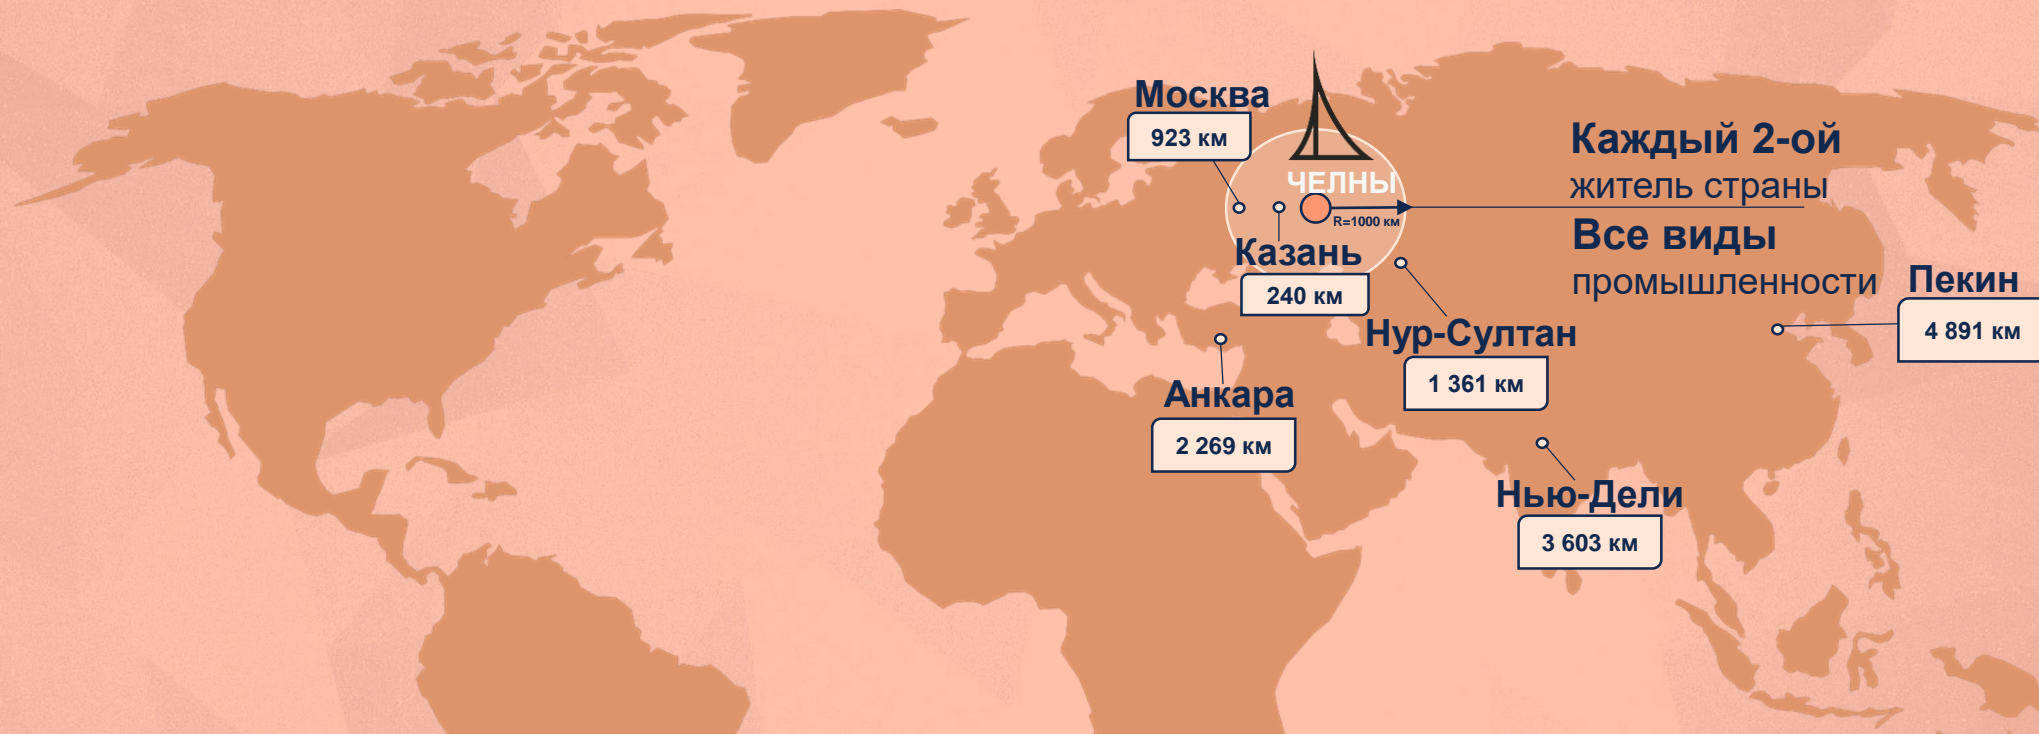 Москва
923 км
ЧЕЛНЫ
R=1000 км
Казань
240 км
Каждый 2-ой
житель страны
Все виды
промышленности
Пекин
4 891 км
Нур-Султан
1 361 км
Анкара
2 269 км
Нью-Дели
3 603 км